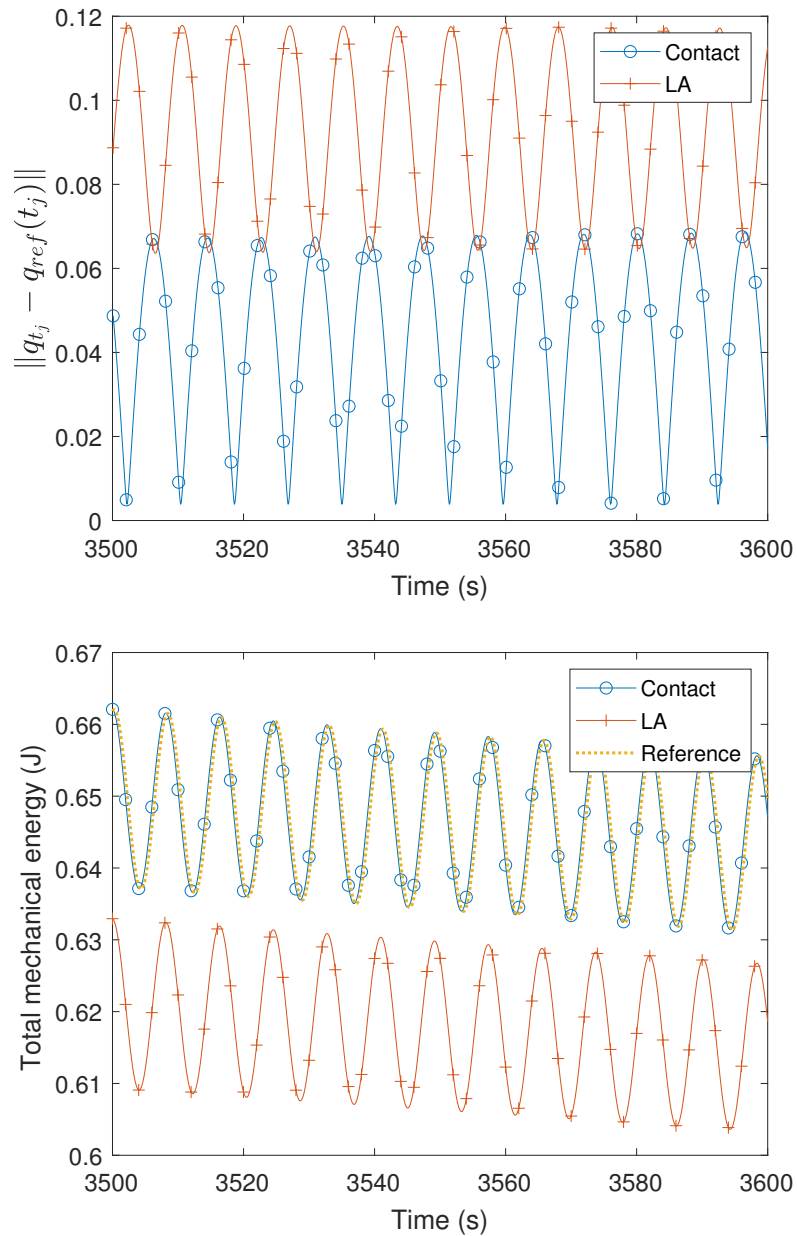 0.12
0.1
0.08
0.06
0.04
0.02
0
‖q_{t_j} − q_{ref}(t_j)‖
Contact
LA
3500 3520 3540 3560 3580 3600
Time (s)
0.67
0.66
0.65
0.64
0.63
0.62
0.61
0.6
Total mechanical energy (J)
Contact
LA
Reference
3500 3520 3540 3560 3580 3600
Time (s)